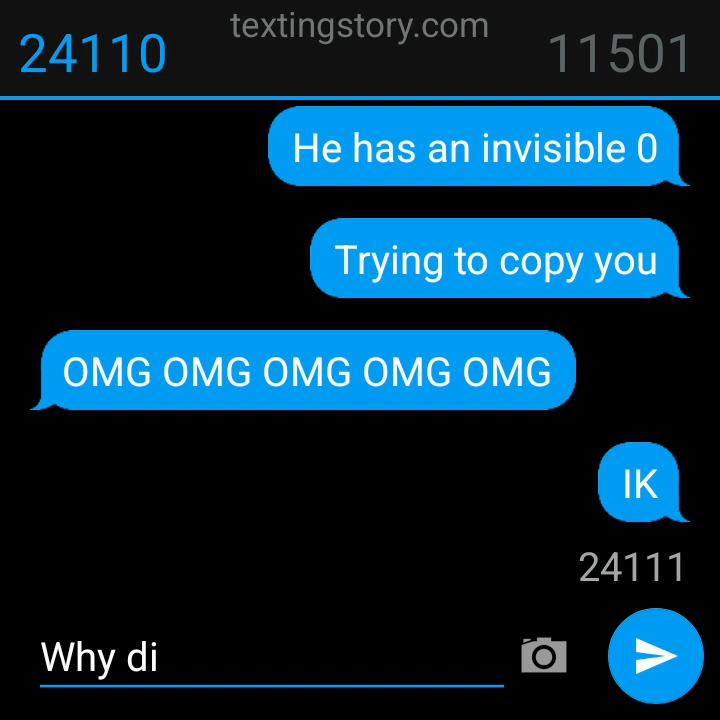 textingstory.com
24110
11501
He has an invisible 0
Trying to copy you
OMG OMG OMG OMG OMG
IK
24111
Why di